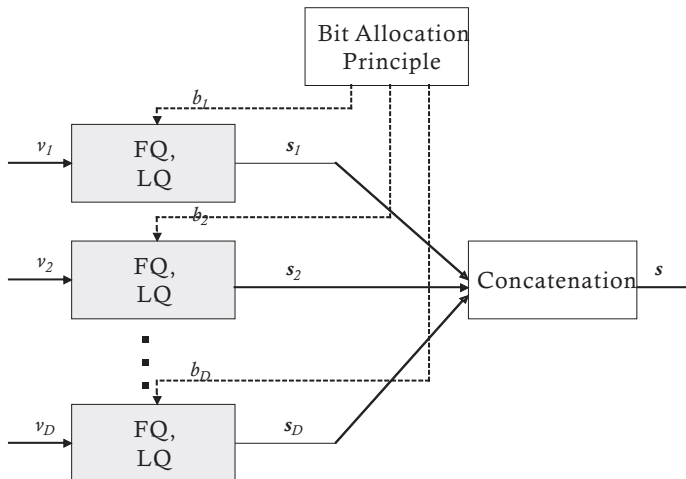 Bit Allocation
Principle
b1
v1
FQ,
LQ
s1
b2
v2
FQ,
LQ
s2
Concatenation
s
bD
vD
FQ,
LQ
sD